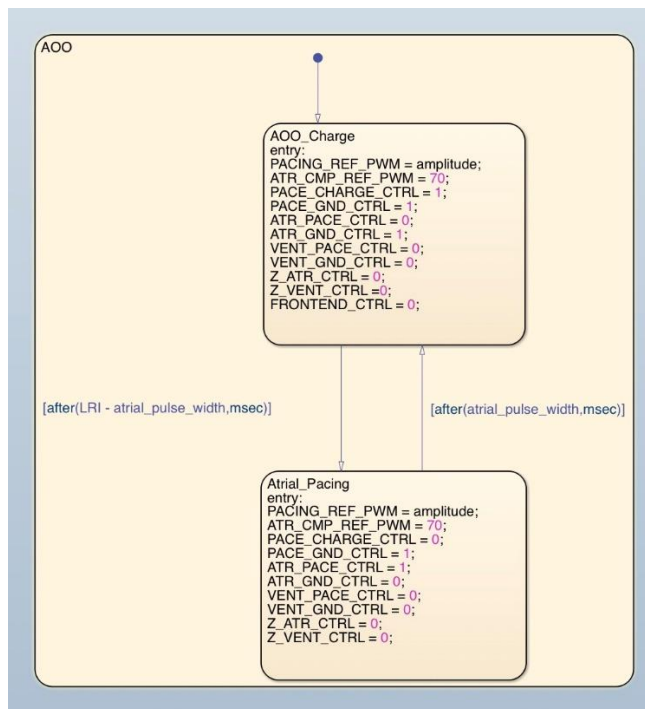 AOO
AOO_Charge
entry:
PACING_REF_PWM = amplitude;
ATR_CMP_REF_PWM = 70;
PACE_CHARGE_CTRL = 1;
PACE_GND_CTRL = 1;
ATR_PACE_CTRL = 0;
ATR_GND_CTRL = 1;
VENT_PACE_CTRL = 0;
VENT_GND_CTRL = 0;
Z_ATR_CTRL = 0;
Z_VENT_CTRL =0;
FRONTEND_CTRL = 0;
[after(LRI - atrial_pulse_width,msec)]
[after(atrial_pulse_width,msec)]
Atrial_Pacing
entry:
PACING_REF_PWM = amplitude;
ATR_CMP_REF_PWM = 70;
PACE_CHARGE_CTRL = 0;
PACE_GND_CTRL = 1;
ATR_PACE_CTRL = 1;
ATR_GND_CTRL = 0;
VENT_PACE_CTRL = 0;
VENT_GND_CTRL = 0;
Z_ATR_CTRL = 0;
Z_VENT_CTRL = 0;